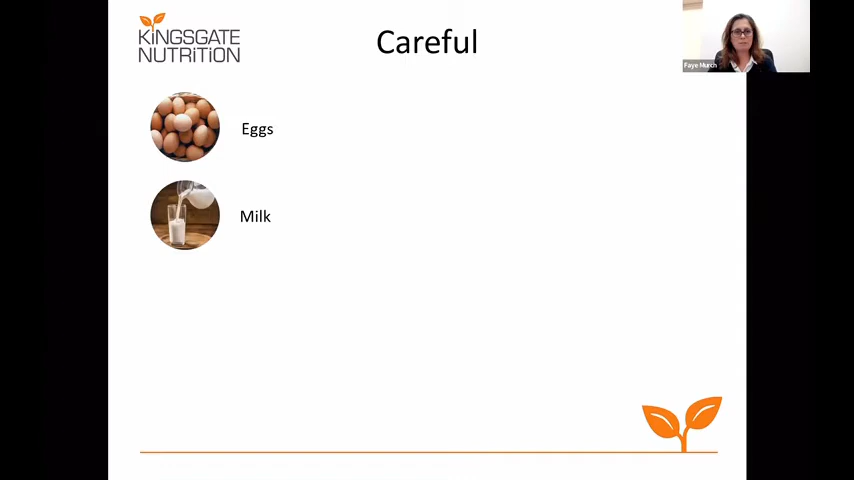 KINGSGATE
NUTRITION
Careful
Faye Murch
Eggs
Milk